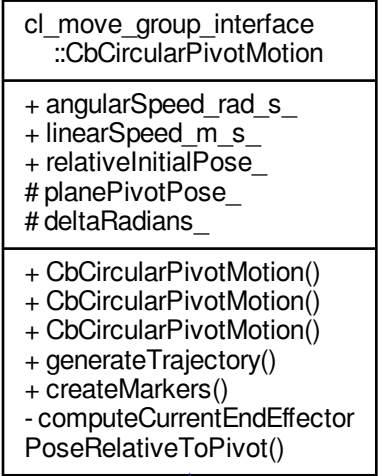 cl_move_group_interface
::CbCircularPivotMotion
+ angularSpeed_rad_s_
+ linearSpeed_m_s_
+ relativeInitialPose_
# planePivotPose_
# deltaRadians_
+ CbCircularPivotMotion()
+ CbCircularPivotMotion()
+ CbCircularPivotMotion()
+ generateTrajectory()
+ createMarkers()
- computeCurrentEndEffector
PoseRelativeToPivot()